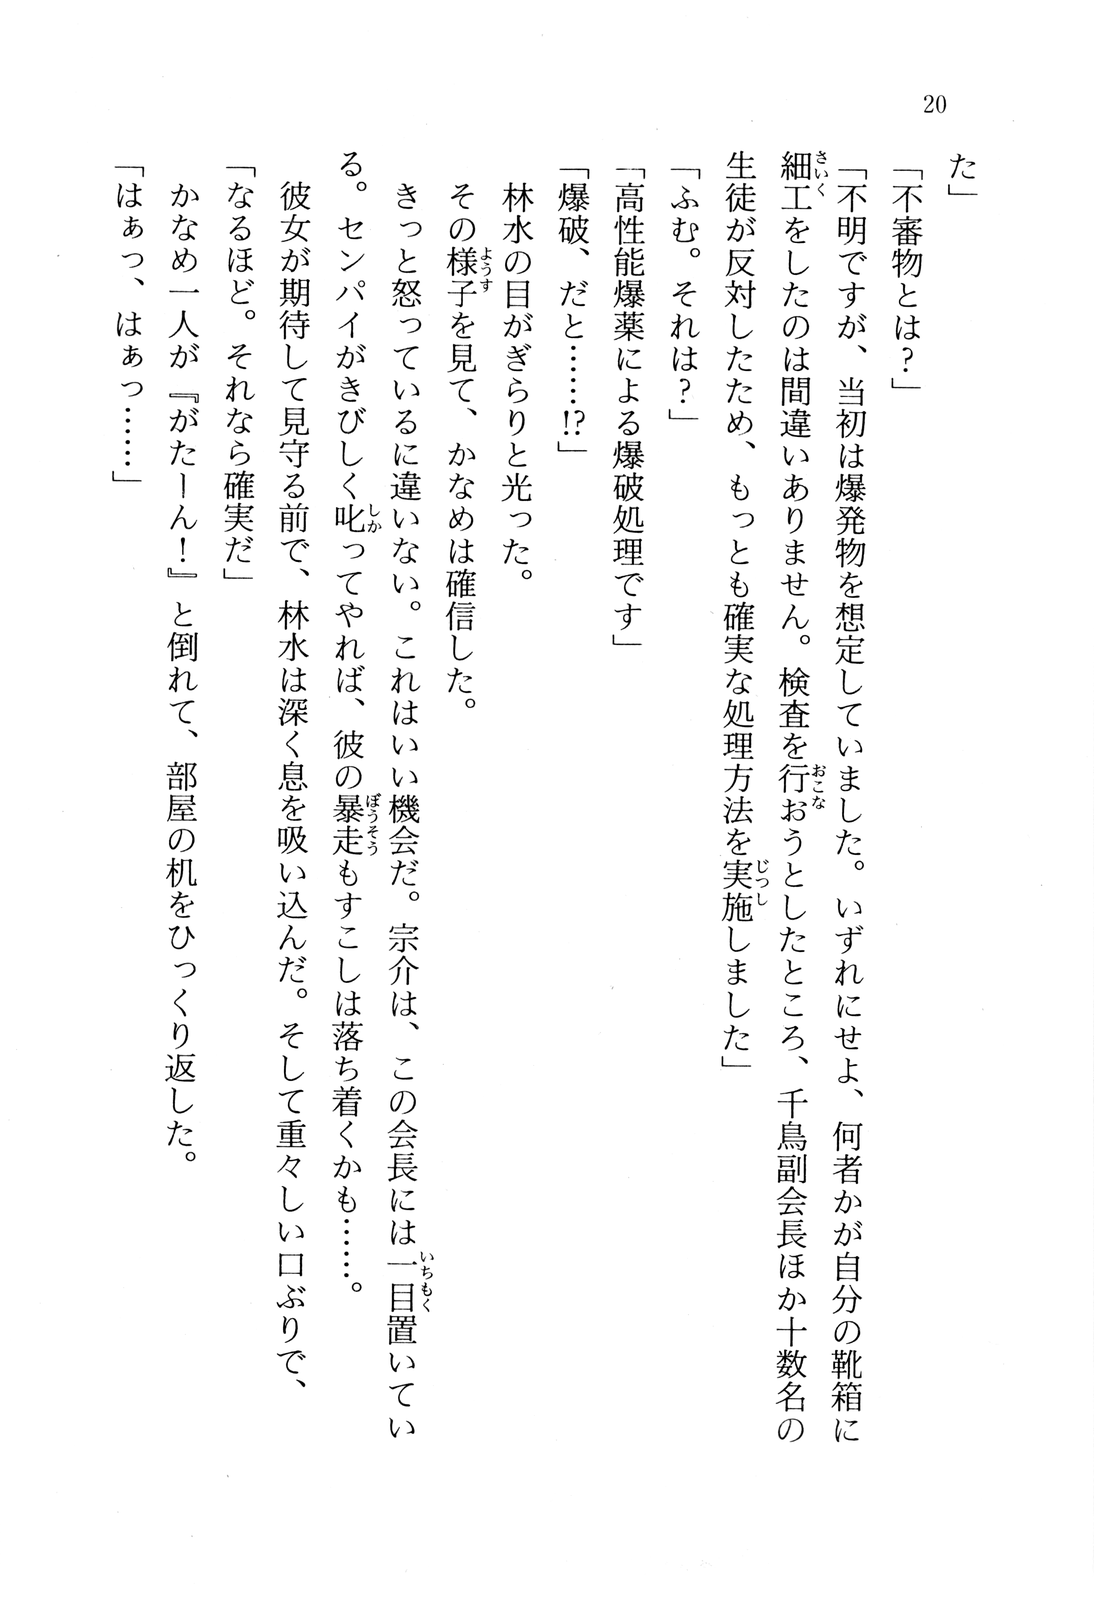 20
た」
「不審物とは？」
「不明ですが、当初は爆発物を想定していました。いずれにせよ、何者かが自分の靴箱に
細工をしたのは間違いありません。検査を行おうとしたところ、千鳥副会長ほか十数名の
生徒が反対したため、もっとも確実な処理方法を実施しました」
「ふむ。それは？」
「高性能爆薬による爆破処理です」
「爆破、だと……!?」
林水の目がぎらりと光った。
その様子を見て、かなめは確信した。
きっと怒っているに違いない。これはいい機会だ。宗介は、この会長には一目置いてい
る。センパイがきびしく叱ってやれば、彼の暴走もすこしは落ち着くかも……。
彼女が期待して見守る前で、林水は深く息を吸い込んだ。そして重々しい口ぶりで、
「なるほど。それなら確実だ」
かなめ一人が『がたーん！』と倒れて、部屋の机をひっくり返した。
「はぁっ、はぁっ……」